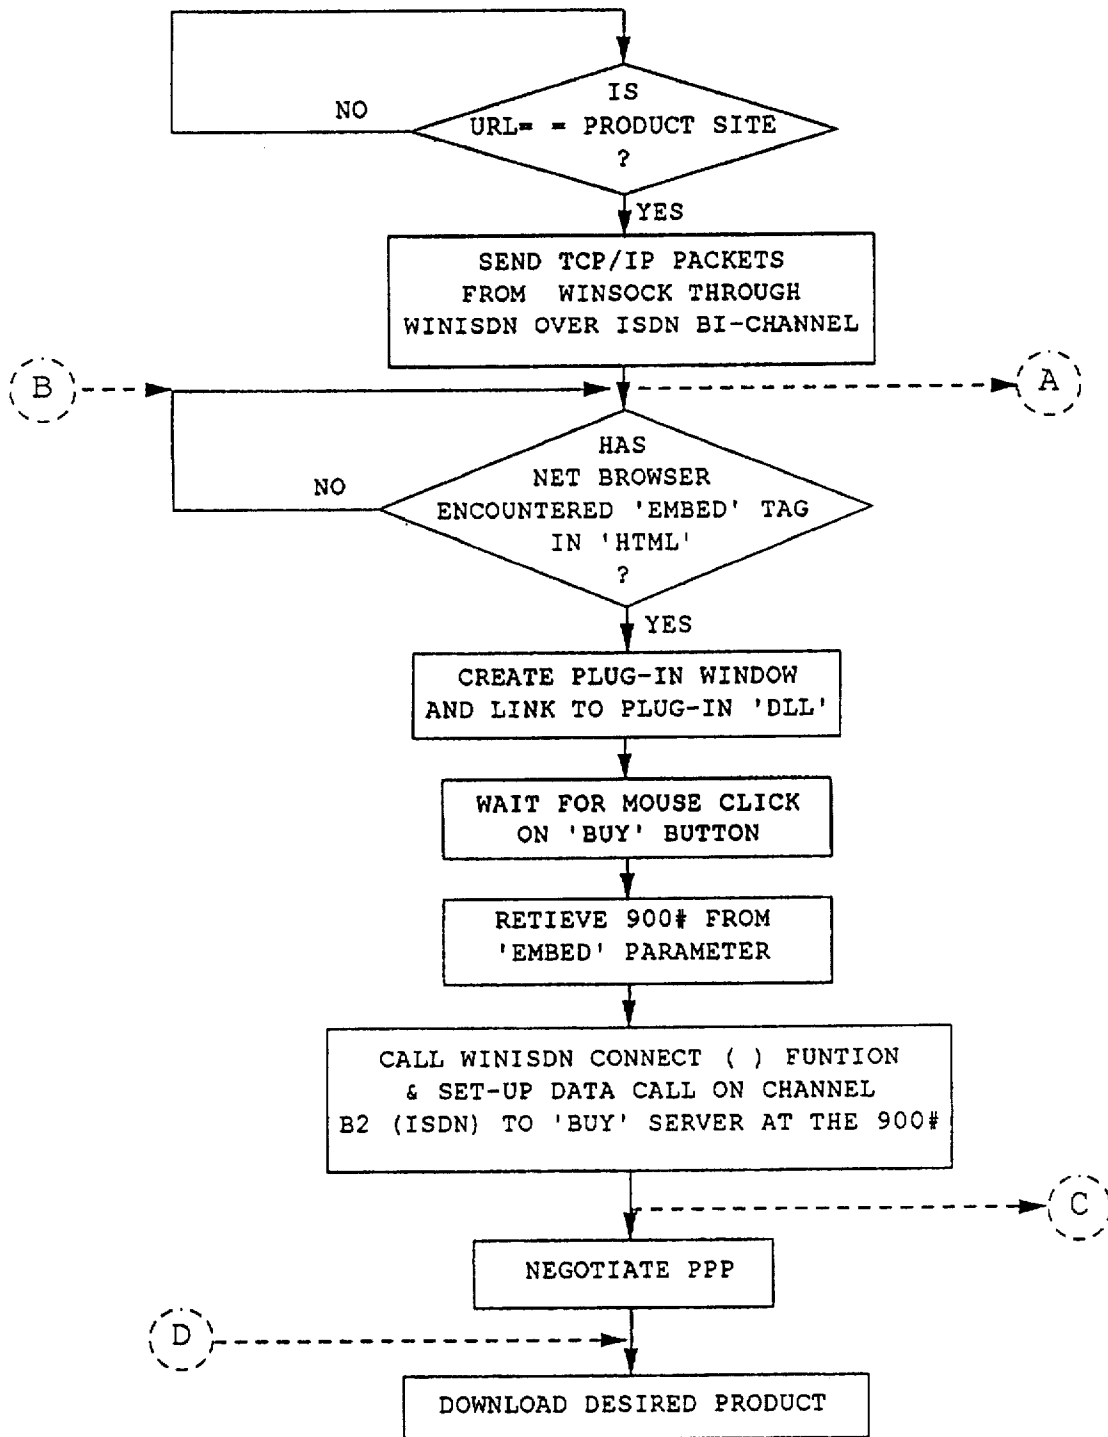 IS
URL= = PRODUCT SITE
?
NO
YES
SEND TCP/IP PACKETS
FROM WINSOCK THROUGH
WINISDN OVER ISDN BI-CHANNEL
B
A
HAS
NET BROWSER
ENCOUNTERED 'EMBED' TAG
IN 'HTML'
?
NO
YES
CREATE PLUG-IN WINDOW
AND LINK TO PLUG-IN 'DLL'
WAIT FOR MOUSE CLICK
ON 'BUY' BUTTON
RETIEVE 900# FROM
'EMBED' PARAMETER
CALL WINISDN CONNECT ( ) FUNTION
& SET-UP DATA CALL ON CHANNEL
B2 (ISDN) TO 'BUY' SERVER AT THE 900#
C
NEGOTIATE PPP
D
DOWNLOAD DESIRED PRODUCT